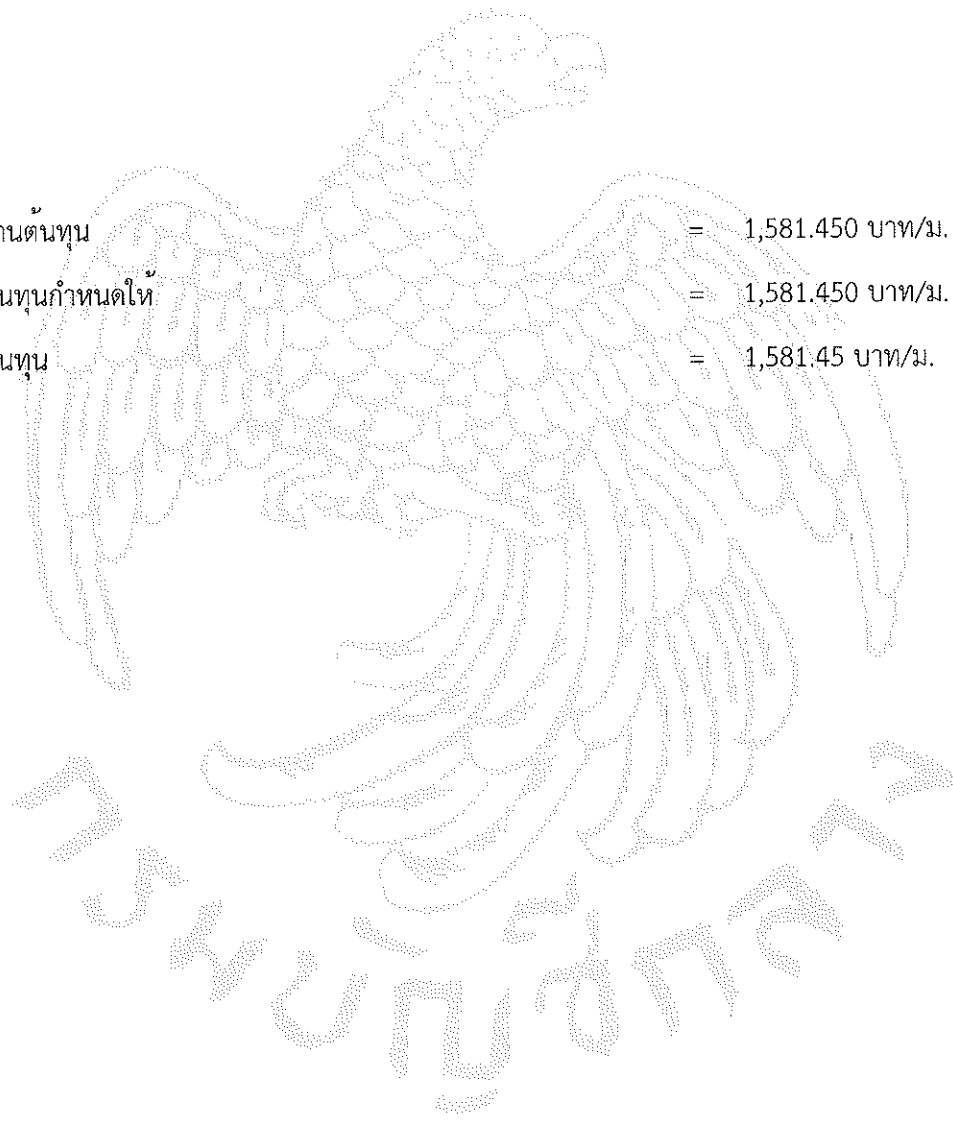 านต้นทุน = 1,581.450 บาท/ม.
นทุนกำหนดให้ = 1,581.450 บาท/ม.
นทุน = 1,581.45 บาท/ม.
กรมบัญชีกลาง